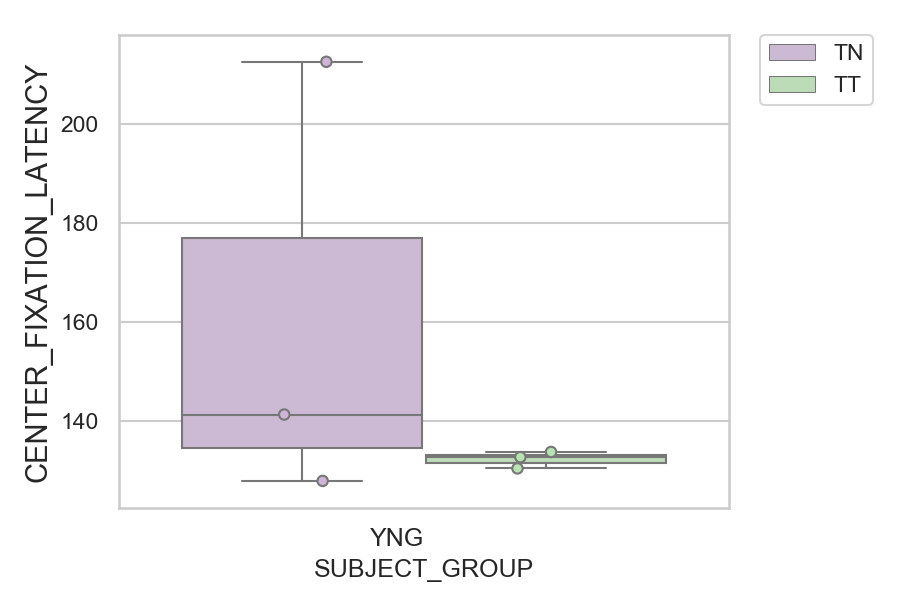 CENTER_FIXATION_LATENCY
200
180
160
140
YNG
SUBJECT_GROUP
TN
TT